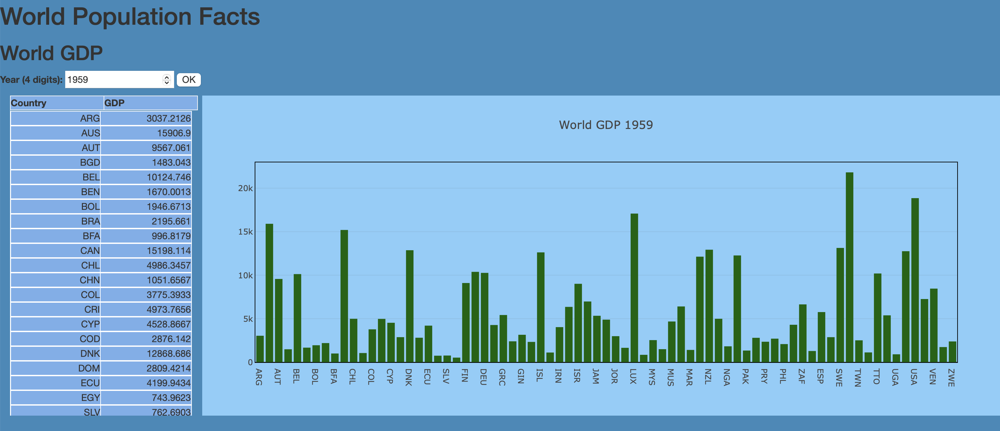 World Population Facts
World GDP
Year (4 digits): 1959 OK
Country GDP
ARG 3037.2126
AUS 15906.9
AUT 9567.061
BGD 1483.043
BEL 10124.746
BEN 1670.0013
BOL 1946.6713
BRA 2195.661
BFA 996.8179
CAN 15198.114
CHL 4986.3457
CHN 1051.6567
COL 3775.3933
CRI 4973.7656
CYP 4528.8667
COD 2876.142
DNK 12868.686
DOM 2809.4214
ECU 4199.9434
EGY 743.9623
SLV 762.6903
World GDP 1959
20k
15k
10k
5k
0
ARG AUT BEL BOL BFA CHL COL CYP DNK ECU SLV FIN DEU GRC GIN ISL IRN ISR JAM JOR LUX MYS MUS MAR NZL NGA PAK PRY PHL ZAF ESP SWE TWN TTO UGA USA VEN ZWE